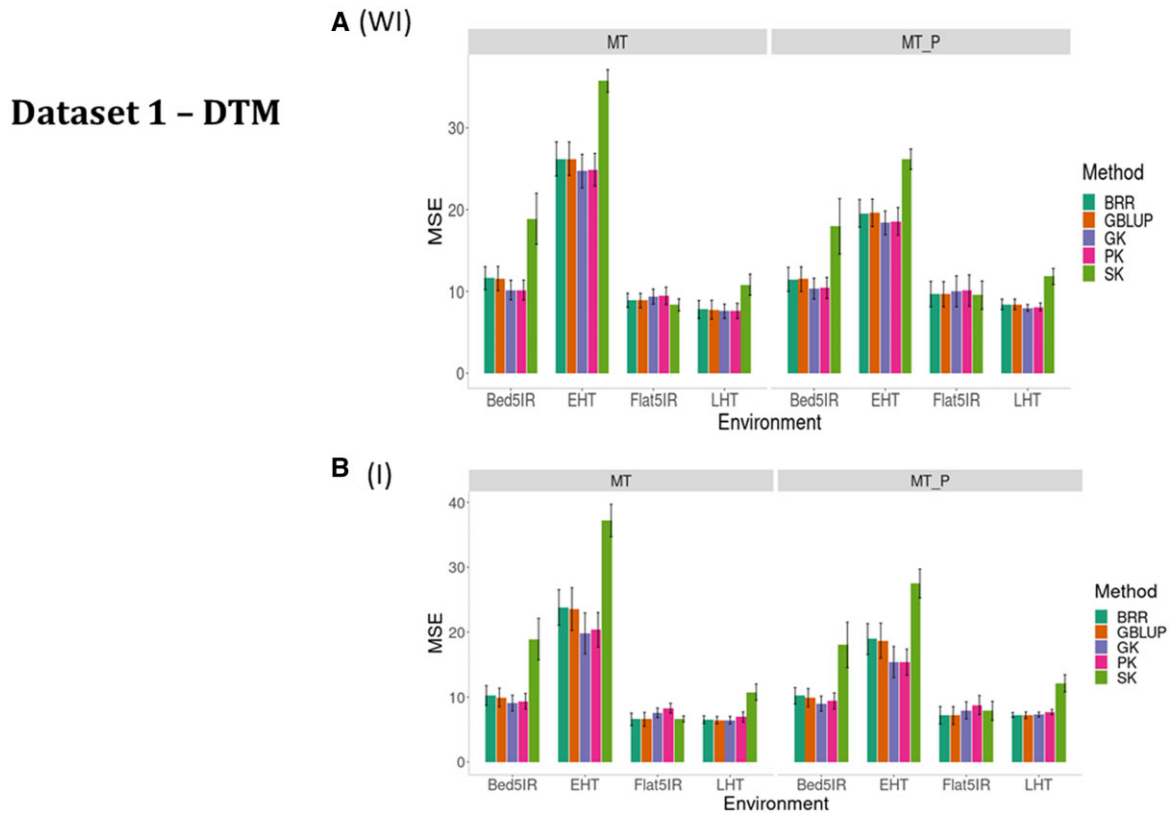 A (WI)
Dataset 1 – DTM
MT MT_P
30
20
10
0
MSE
Bed5IR EHT Flat5IR LHT Bed5IR EHT Flat5IR LHT
Environment
Method
BRR
GBLUP
GK
PK
SK
B (I)
MT MT_P
40
30
20
10
0
MSE
Bed5IR EHT Flat5IR LHT Bed5IR EHT Flat5IR LHT
Environment
Method
BRR
GBLUP
GK
PK
SK